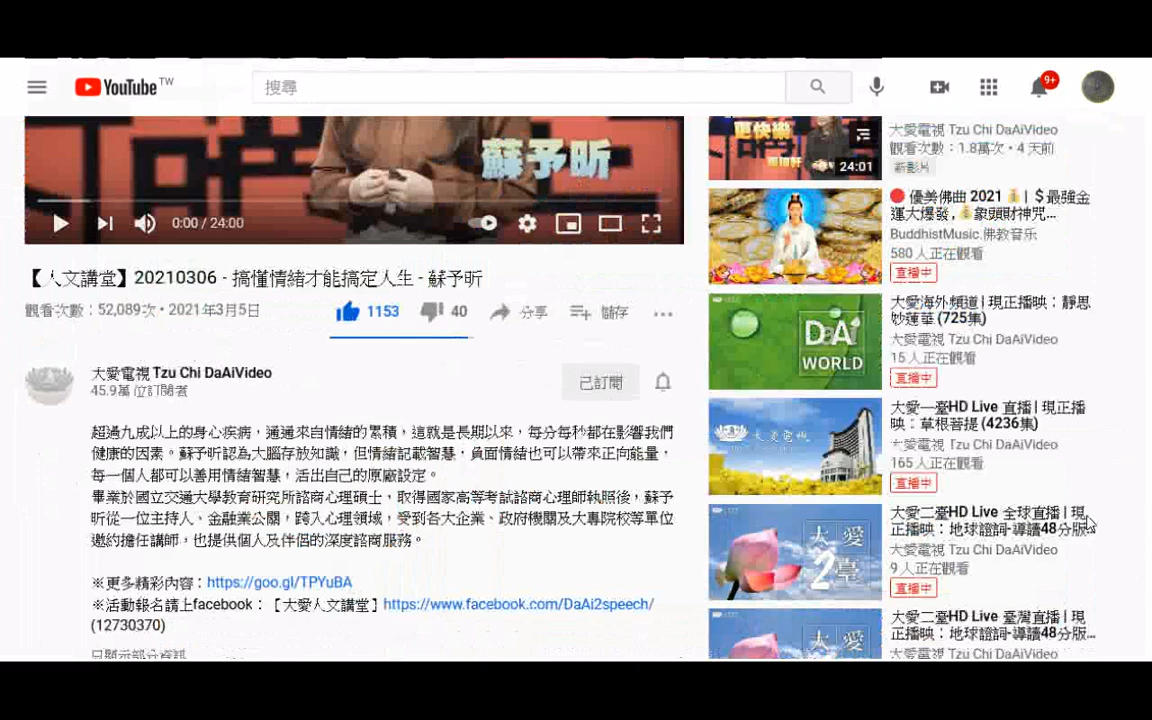 YouTube TW
搜尋
9+
蘇予昕
0:00 / 24:00
【人文講堂】20210306 - 搞懂情緒才能搞定人生 - 蘇予昕
觀看次數：52,089次 • 2021年3月5日
1153
40
分享
儲存
大愛電視 Tzu Chi DaAiVideo
45.9萬 位訂閱者
已訂閱
超過九成以上的身心疾病，通通來自情緒的累積，這就是長期以來，每分每秒都在影響我們
健康的因素。蘇予昕認為大腦存放知識，但情緒記載智慧，負面情緒也可以帶來正向能量，
每一個人都可以善用情緒智慧，活出自己的原廠設定。
畢業於國立交通大學教育研究所諮商心理碩士，取得國家高等考試諮商心理師執照後，蘇予
昕從一位主持人、金融業公關，跨入心理領域，受到各大企業、政府機關及大專院校等單位
邀約擔任講師，也提供個人及伴侶的深度諮商服務。
※更多精彩內容：https://goo.gl/TPYuBA
※活動報名請上facebook：【大愛人文講堂】https://www.facebook.com/DaAi2speech/
(12730370)
只顯示部分資訊
更快樂
24:01
大愛電視 Tzu Chi DaAiVideo
觀看次數：1.8萬次 • 4 天前
新影片
優美佛曲 2021 | $最強金
運大爆發,象頭財神咒...
BuddhistMusic.佛教音乐
580 人正在觀看
直播中
DaAi
WORLD
大愛海外頻道 | 現正播映：靜思
妙蓮華 (725集)
大愛電視 Tzu Chi DaAiVideo
15 人正在觀看
直播中
大愛電視
大愛一臺HD Live 直播 | 現正播
映：草根菩提 (4236集)
大愛電視 Tzu Chi DaAiVideo
165 人正在觀看
直播中
大愛
2臺
大愛二臺HD Live 全球直播 | 現
正播映：地球證詞-導讀48分版...
大愛電視 Tzu Chi DaAiVideo
9 人正在觀看
直播中
大愛
大愛二臺HD Live 臺灣直播 | 現
正播映：地球證詞-導讀48分版...
大愛電視 Tzu Chi DaAiVideo